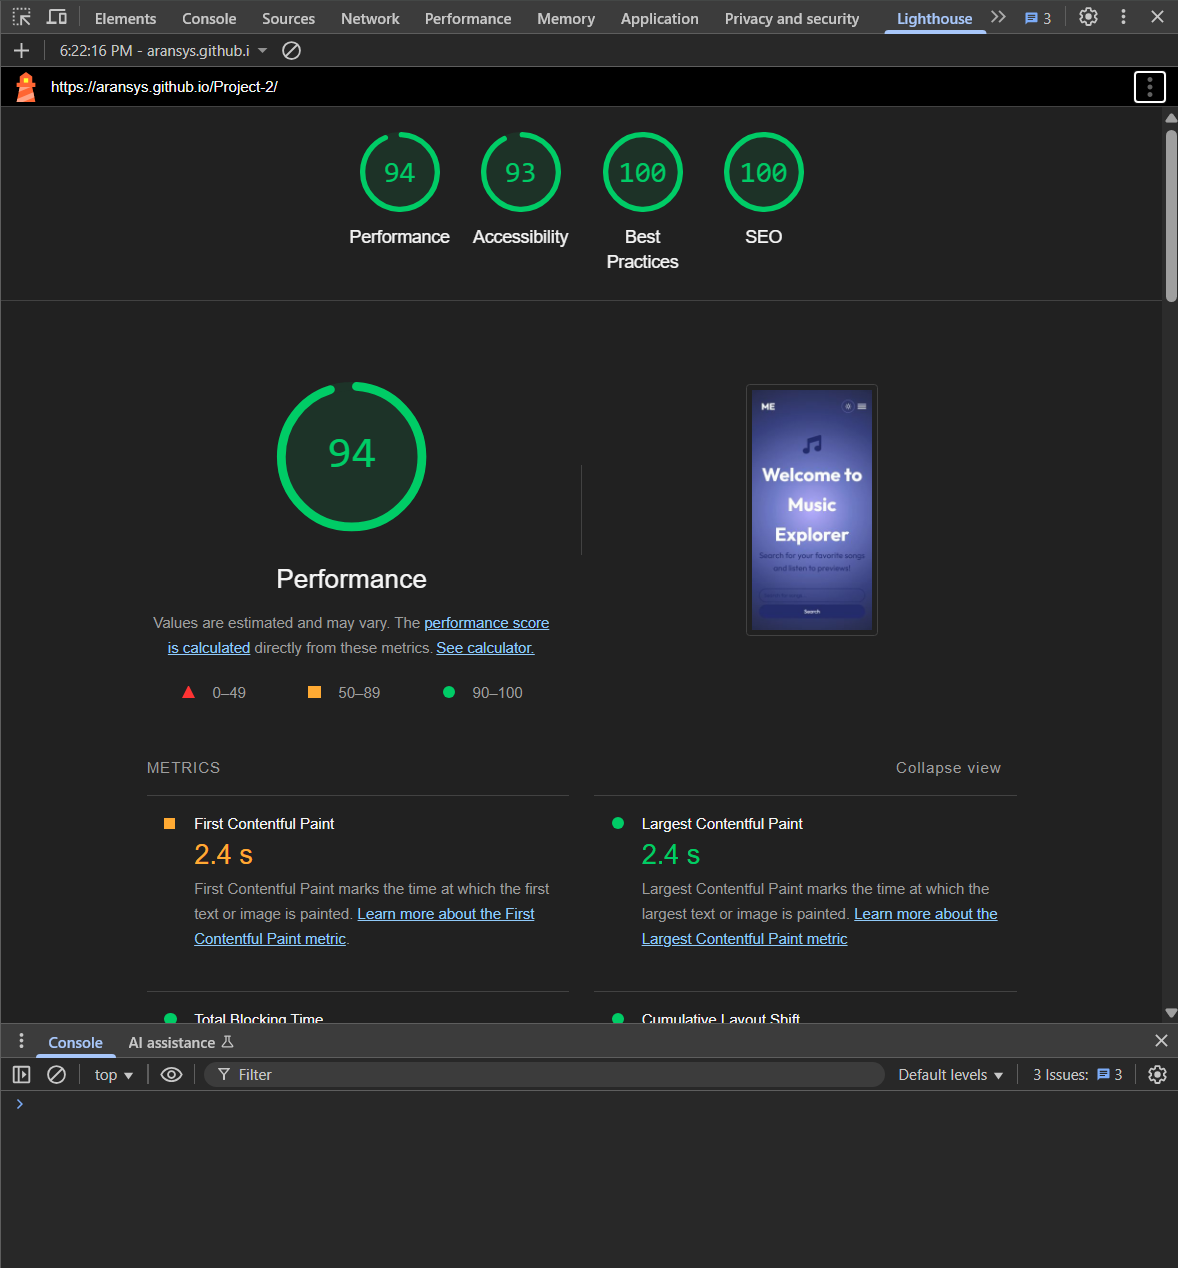 Elements Console Sources Network Performance Memory Application Privacy and security Lighthouse 3
6:22:16 PM - aransys.github.i
https://aransys.github.io/Project-2/
94 93 100 100
Performance Accessibility Best Practices SEO
94
Performance
Values are estimated and may vary. The performance score
is calculated directly from these metrics. See calculator.
0–49 50–89 90–100
ME
Welcome to
Music
Explorer
Search for your favorite songs
and listen to previews!
Search
METRICS Collapse view
First Contentful Paint
2.4 s
First Contentful Paint marks the time at which the first
text or image is painted. Learn more about the First
Contentful Paint metric.
Largest Contentful Paint
2.4 s
Largest Contentful Paint marks the time at which the
largest text or image is painted. Learn more about the
Largest Contentful Paint metric
Total Blocking Time
Cumulative Layout Shift
Console AI assistance
top Filter Default levels 3 Issues: 3